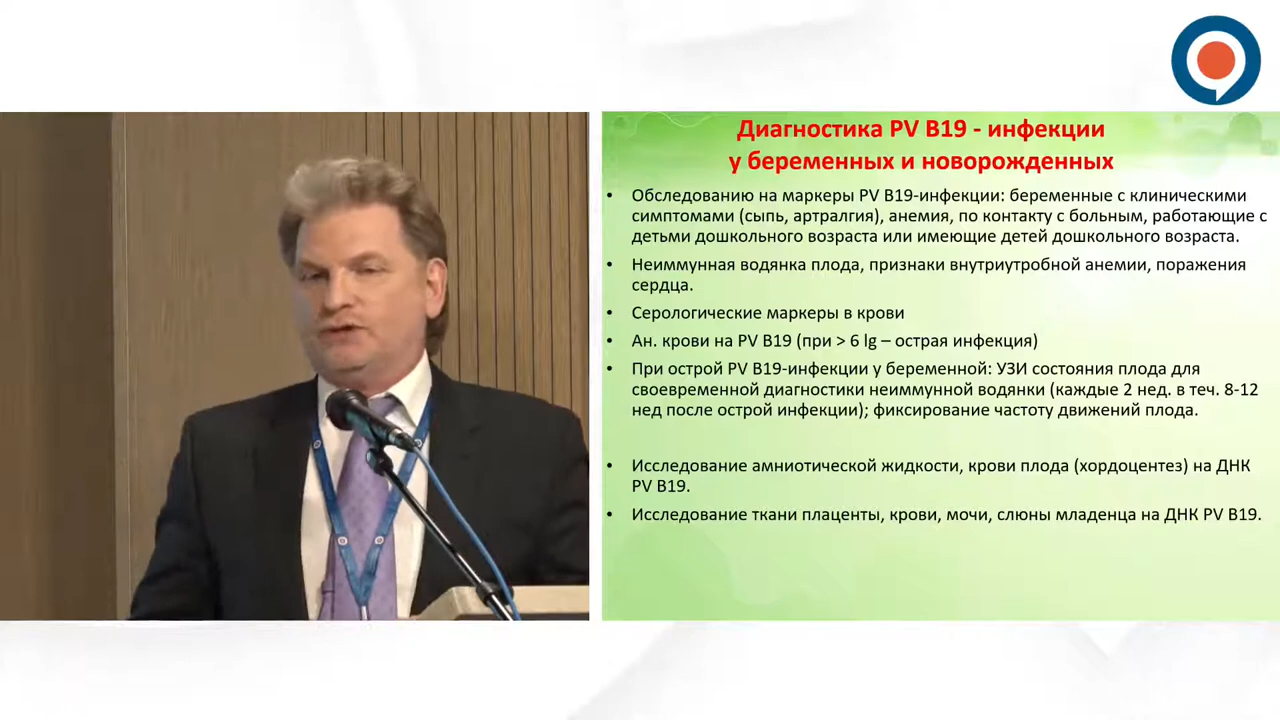 Диагностика PV B19 - инфекции
у беременных и новорожденных
• Обследованию на маркеры PV B19-инфекции: беременные с клиническими
симптомами (сыпь, артралгия), анемия, по контакту с больным, работающие с
детьми дошкольного возраста или имеющие детей дошкольного возраста.
• Неиммунная водянка плода, признаки внутриутробной анемии, поражения
сердца.
• Серологические маркеры в крови
• Ан. крови на PV B19 (при > 6 lg – острая инфекция)
• При острой PV B19-инфекции у беременной: УЗИ состояния плода для
своевременной диагностики неиммунной водянки (каждые 2 нед. в теч. 8-12
нед после острой инфекции); фиксирование частоту движений плода.
• Исследование амниотической жидкости, крови плода (хордоцентез) на ДНК
PV B19.
• Исследование ткани плаценты, крови, мочи, слюны младенца на ДНК PV B19.